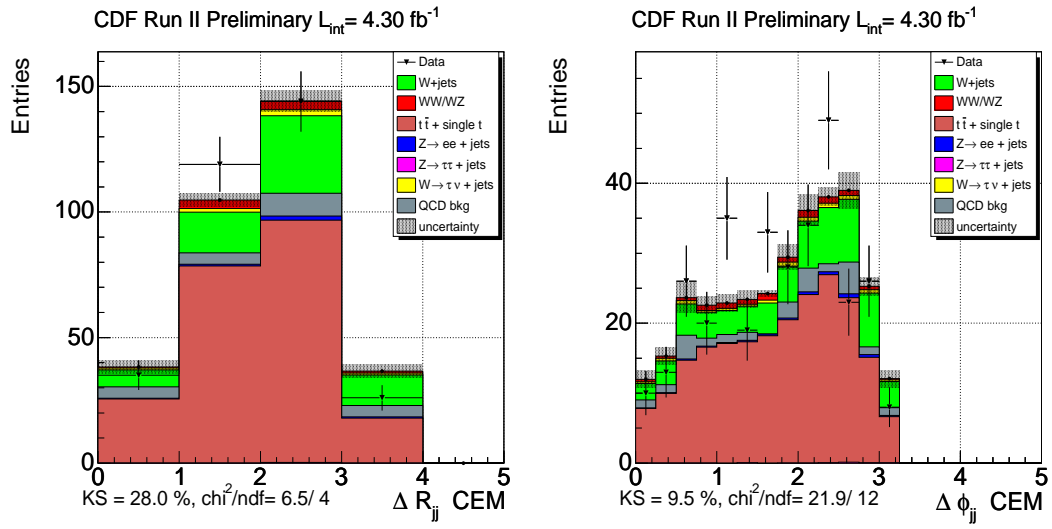 CDF Run II Preliminary L_int= 4.30 fb⁻¹
Entries
150
100
50
0
Data
W+jets
WW/WZ
t t̄ + single t
Z→ ee + jets
Z→ ττ + jets
W→ τ ν + jets
QCD bkg
uncertainty
0 1 2 3 4 5
KS = 28.0 %, chi²/ndf= 6.5/ 4
Δ R_jj CEM
CDF Run II Preliminary L_int= 4.30 fb⁻¹
Entries
40
20
0
Data
W+jets
WW/WZ
t t̄ + single t
Z→ ee + jets
Z→ ττ + jets
W→ τ ν + jets
QCD bkg
uncertainty
0 1 2 3 4 5
KS = 9.5 %, chi²/ndf= 21.9/ 12
Δ ϕ_jj CEM